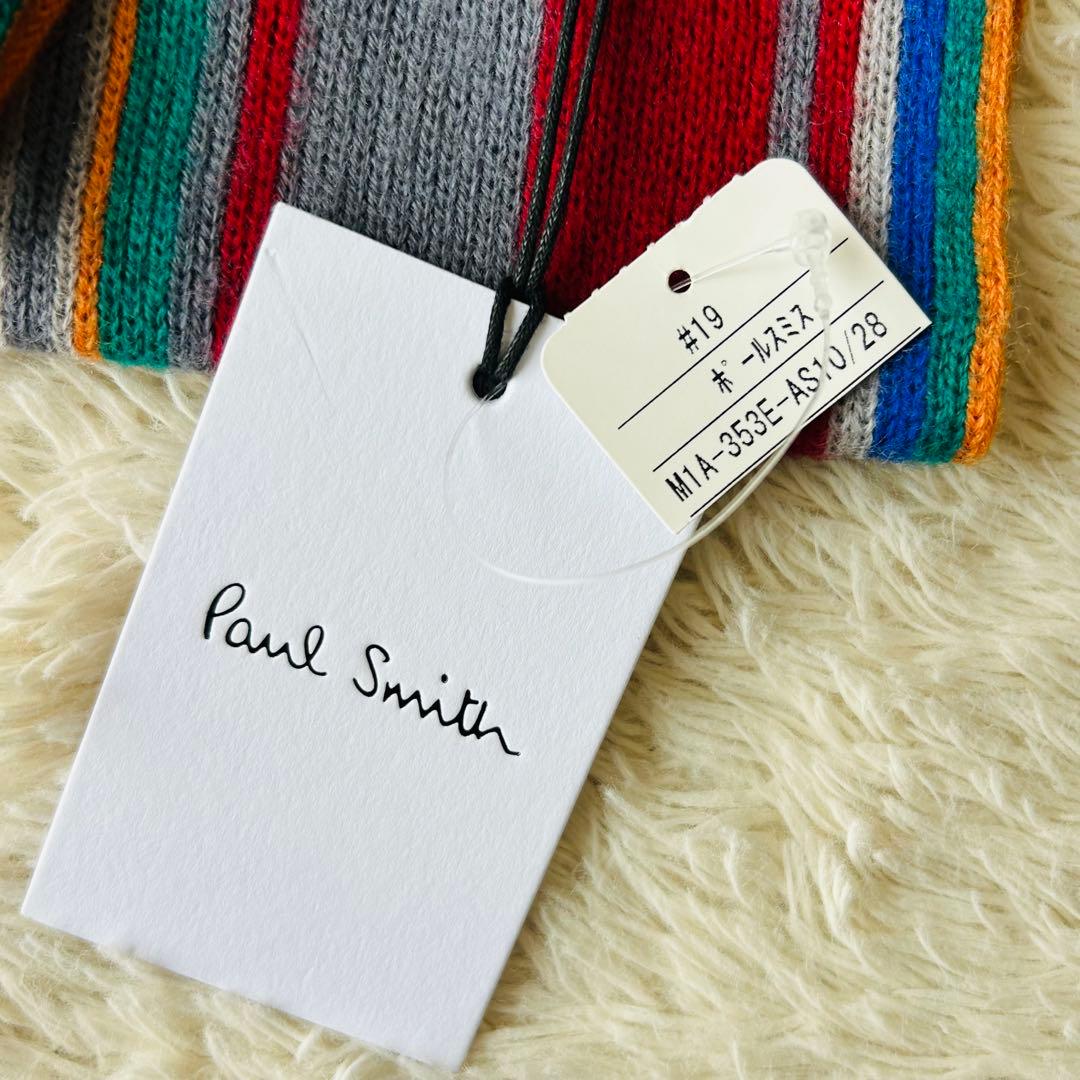 #19
ﾎﾟｰﾙｽﾐｽ
M1A-353E-AS10/28
Paul Smith